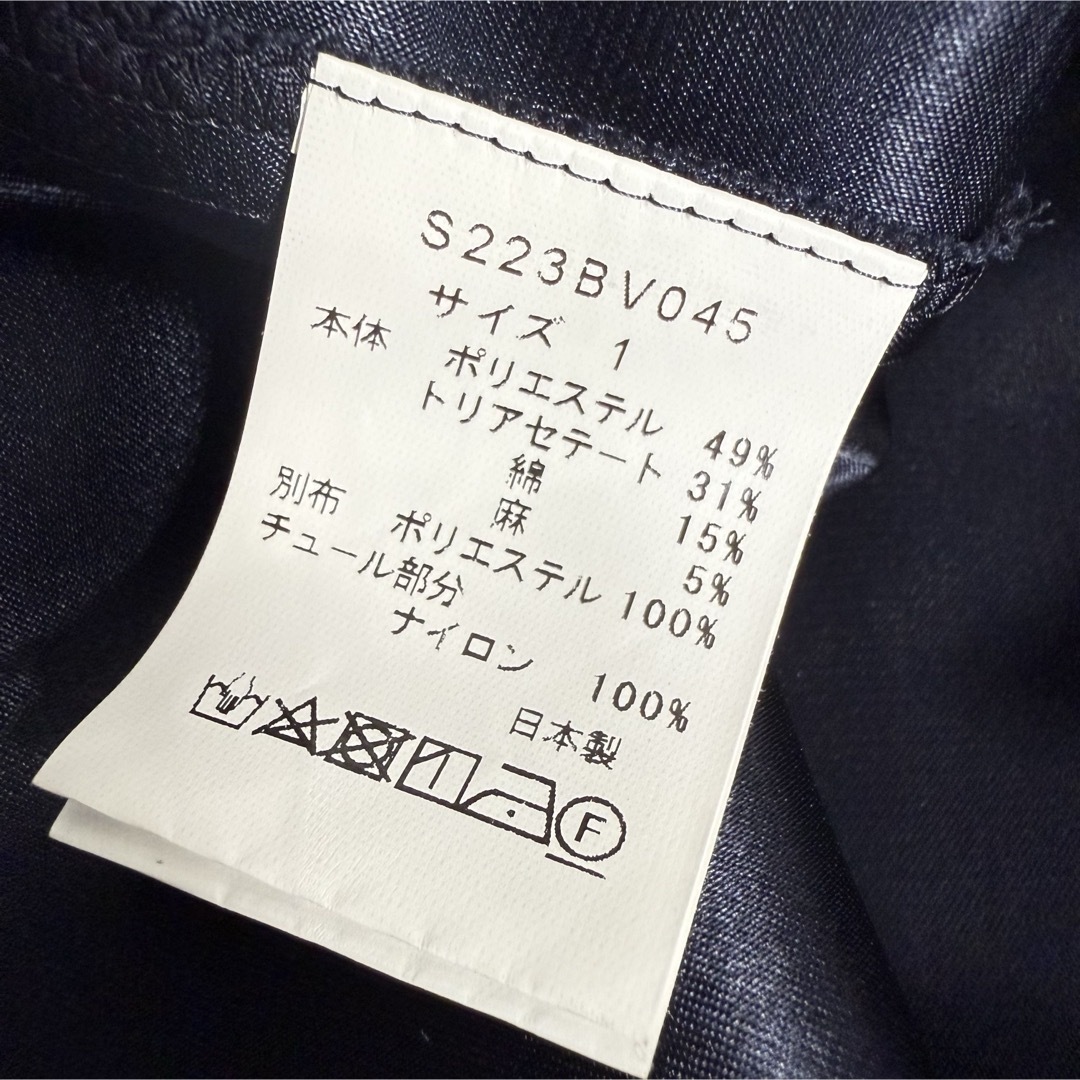 S223BV045
サイズ 1
本体 ポリエステル 49%
トリアセテート 31%
綿 15%
麻 5%
別布 ポリエステル 100%
チュール部分
ナイロン 100%
日本製
F